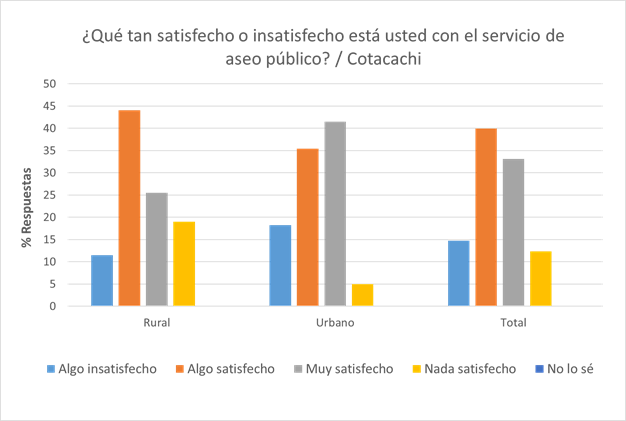 ¿Qué tan satisfecho o insatisfecho está usted con el servicio de
aseo público? / Cotacachi
50
45
40
35
30
25
20
15
10
5
0
% Respuestas
Rural
Urbano
Total
Algo insatisfecho
Algo satisfecho
Muy satisfecho
Nada satisfecho
No lo sé